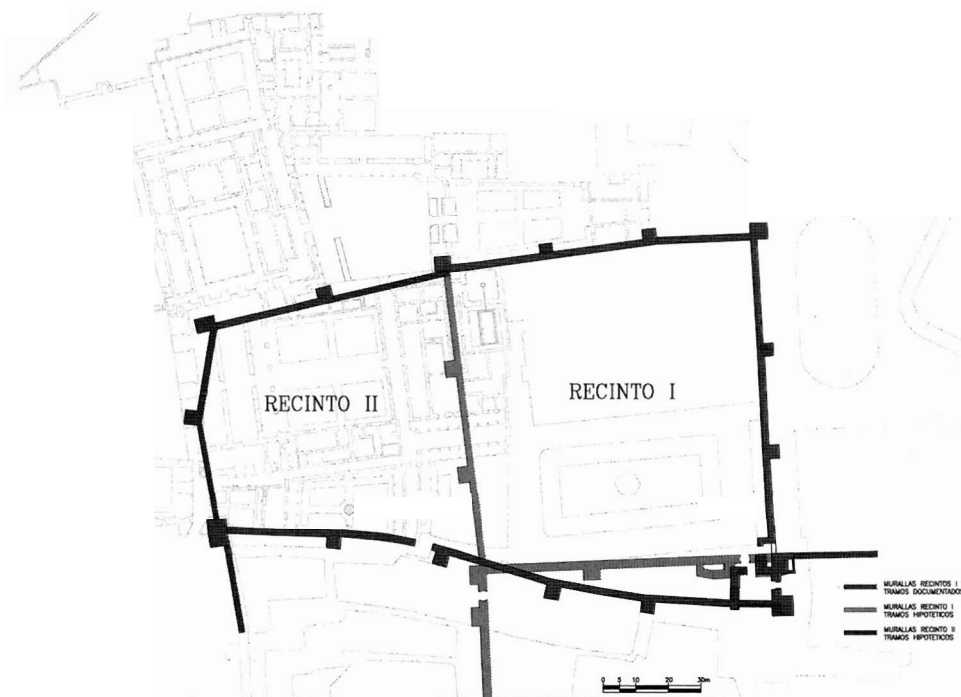 RECINTO II
RECINTO I
MURALLAS RECINTOS I
TRAMOS DOCUMENTADOS
MURALLAS RECINTO I
TRAMOS HIPOTETICOS
MURALLAS RECINTO II
TRAMOS HIPOTETICOS
0 5 10 20 30m